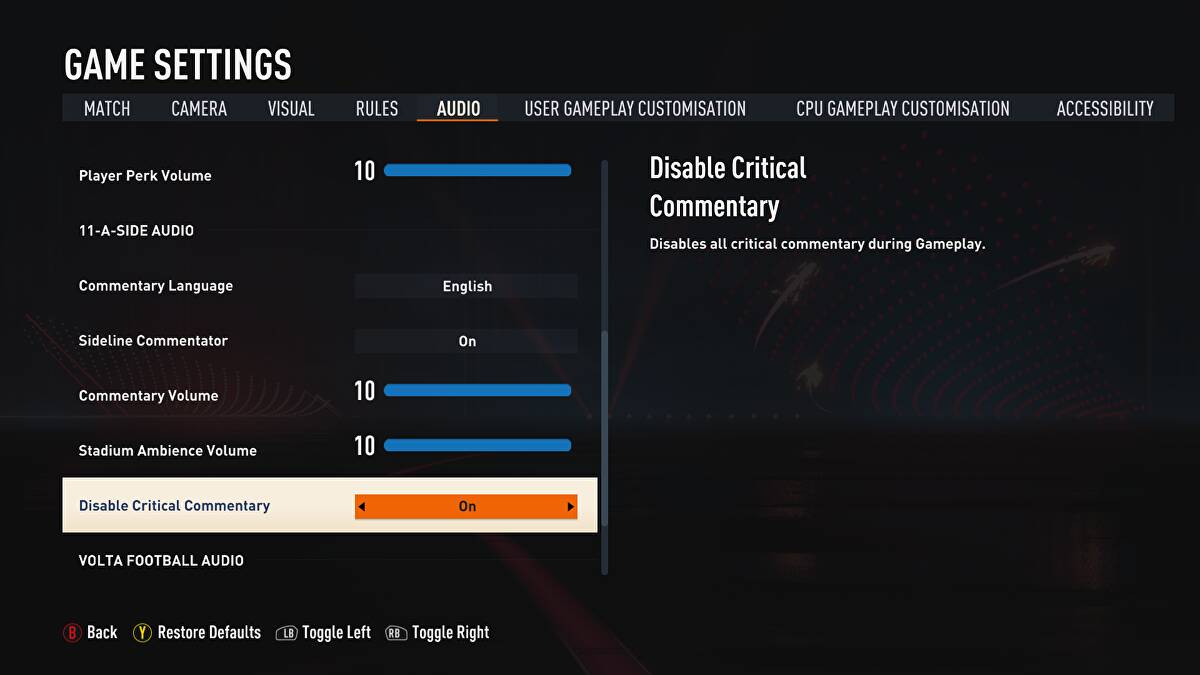 GAME SETTINGS
MATCH CAMERA VISUAL RULES AUDIO USER GAMEPLAY CUSTOMISATION CPU GAMEPLAY CUSTOMISATION ACCESSIBILITY
Player Perk Volume 10
11-A-SIDE AUDIO
Commentary Language English
Sideline Commentator On
Commentary Volume 10
Stadium Ambience Volume 10
Disable Critical Commentary On
VOLTA FOOTBALL AUDIO
Disable Critical
Commentary
Disables all critical commentary during Gameplay.
B Back Y Restore Defaults LB Toggle Left RB Toggle Right